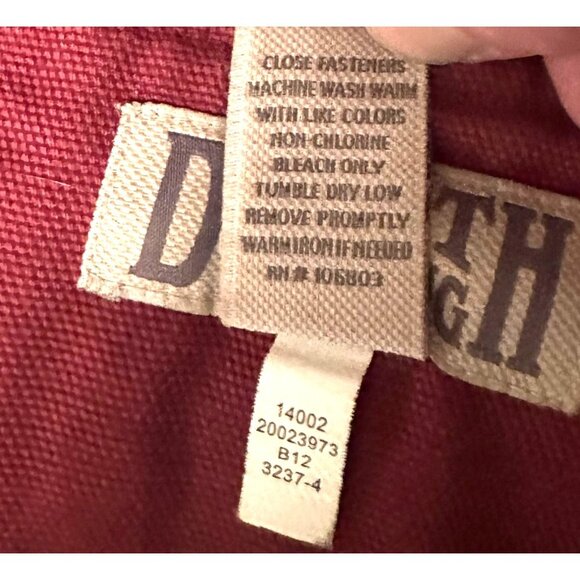 CLOSE FASTENERS
MACHINE WASH WARM
WITH LIKE COLORS
NON-CHLORINE
BLEACH ONLY
TUMBLE DRY LOW
REMOVE PROMPTLY
WARM IRON IF NEEDED
RN # 106803
D TH
G
14002
20023973
B12
3237-4